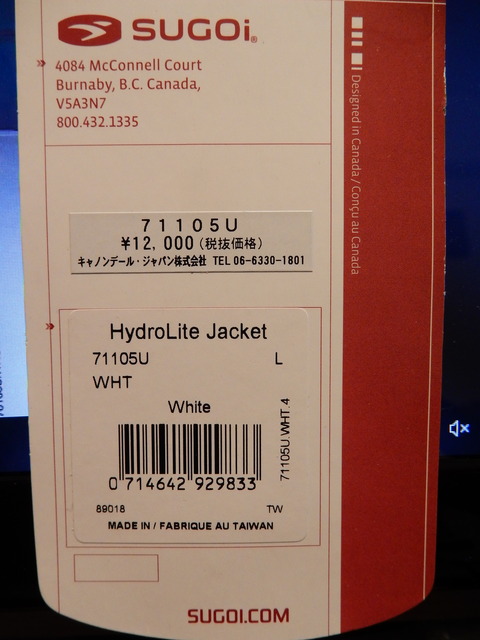 SUGOi®
4084 McConnell Court
Burnaby, B.C. Canada,
V5A3N7
800.432.1335
Designed in Canada / Conçu au Canada
71105U
¥12,000(税抜価格)
キャノンデール・ジャパン株式会社 TEL 06-6330-1801
HydroLite Jacket
71105U L
WHT
White
71105U.WHT.4
0 714642 929833
89018 TW
MADE IN / FABRIQUE AU TAIWAN
SUGOI.COM